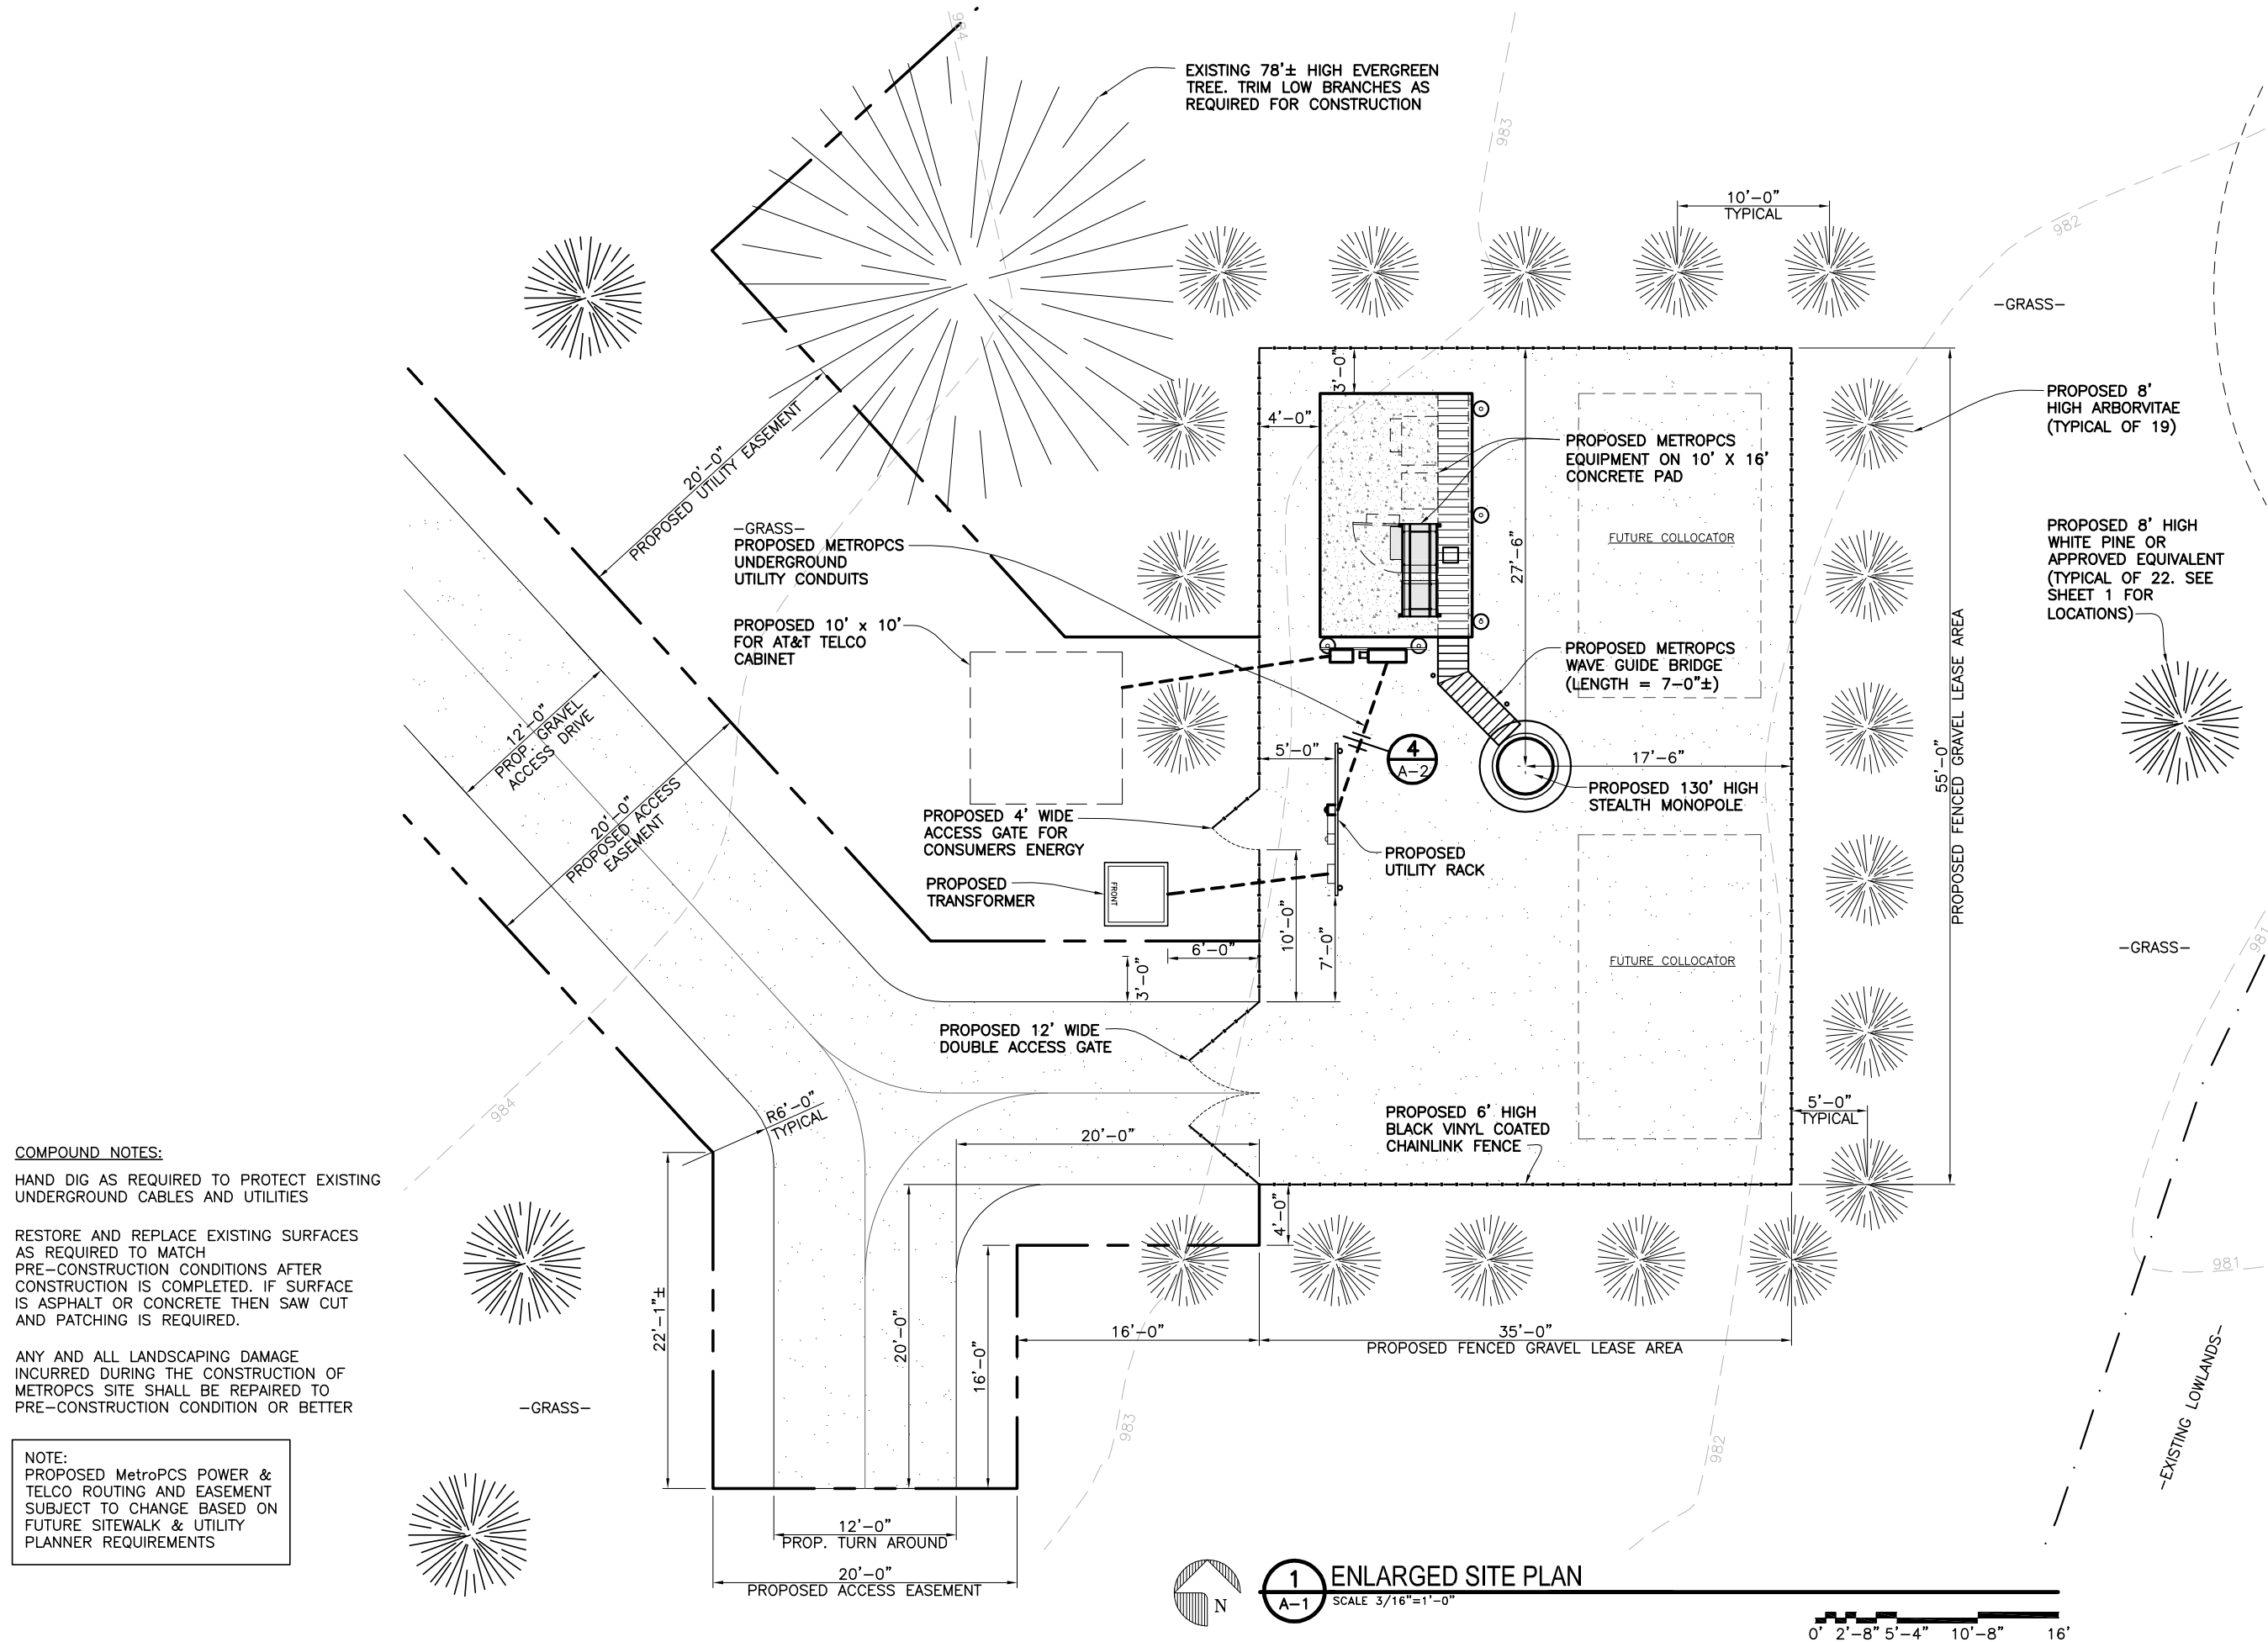 984
EXISTING 78'± HIGH EVERGREEN
TREE. TRIM LOW BRANCHES AS
REQUIRED FOR CONSTRUCTION
983
10'-0"
TYPICAL
982
-GRASS-
3'-0"
4'-0"
PROPOSED 8'
HIGH ARBORVITAE
(TYPICAL OF 19)
20'-0"
PROPOSED UTILITY EASEMENT
PROPOSED METROPCS
EQUIPMENT ON 10' X 16'
CONCRETE PAD
-GRASS-
PROPOSED METROPCS
UNDERGROUND
UTILITY CONDUITS
27'-6"
FUTURE COLLOCATOR
PROPOSED 8' HIGH
WHITE PINE OR
APPROVED EQUIVALENT
(TYPICAL OF 22. SEE
SHEET 1 FOR
LOCATIONS)
PROPOSED 10' x 10'
FOR AT&T TELCO
CABINET
PROPOSED METROPCS
WAVE GUIDE BRIDGE
(LENGTH = 7-0"±)
12'-0"
PROP. GRAVEL
ACCESS DRIVE
5'-0"
4
A-2
17'-6"
55'-0"
PROPOSED FENCED GRAVEL LEASE AREA
20'-0"
PROPOSED ACCESS
EASEMENT
PROPOSED 130' HIGH
STEALTH MONOPOLE
PROPOSED 4' WIDE
ACCESS GATE FOR
CONSUMERS ENERGY
PROPOSED
UTILITY RACK
PROPOSED
TRANSFORMER
FRONT
10'-0"
7'-0"
6'-0"
3'-0"
FUTURE COLLOCATOR
-GRASS-
981
PROPOSED 12' WIDE
DOUBLE ACCESS GATE
984
R6'-0"
TYPICAL
PROPOSED 6' HIGH
BLACK VINYL COATED
CHAINLINK FENCE
5'-0"
TYPICAL
20'-0"
COMPOUND NOTES:
HAND DIG AS REQUIRED TO PROTECT EXISTING
UNDERGROUND CABLES AND UTILITIES
RESTORE AND REPLACE EXISTING SURFACES
AS REQUIRED TO MATCH
PRE-CONSTRUCTION CONDITIONS AFTER
CONSTRUCTION IS COMPLETED. IF SURFACE
IS ASPHALT OR CONCRETE THEN SAW CUT
AND PATCHING IS REQUIRED.
ANY AND ALL LANDSCAPING DAMAGE
INCURRED DURING THE CONSTRUCTION OF
METROPCS SITE SHALL BE REPAIRED TO
PRE-CONSTRUCTION CONDITION OR BETTER
4'-0"
981
22'-1"±
20'-0"
16'-0"
16'-0"
35'-0"
PROPOSED FENCED GRAVEL LEASE AREA
-GRASS-
983
982
-EXISTING LOWLANDS-
NOTE:
PROPOSED MetroPCS POWER &
TELCO ROUTING AND EASEMENT
SUBJECT TO CHANGE BASED ON
FUTURE SITEWALK & UTILITY
PLANNER REQUIREMENTS
12'-0"
PROP. TURN AROUND
20'-0"
PROPOSED ACCESS EASEMENT
N
1
A-1
ENLARGED SITE PLAN
SCALE 3/16"=1'-0"
0' 2'-8" 5'-4" 10'-8" 16'